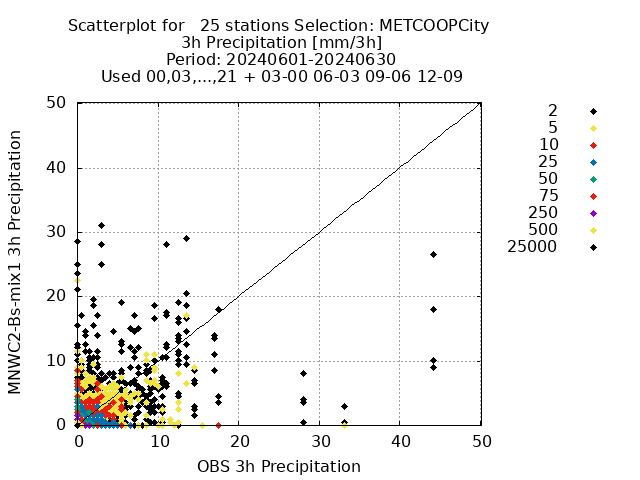 Scatterplot for   25 stations Selection: METCOOPCity
3h Precipitation [mm/3h]
Period: 20240601-20240630
Used 00,03,...,21 + 03-00 06-03 09-06 12-09
MNWC2-Bs-mix1 3h Precipitation
50
40
30
20
10
0
0 10 20 30 40 50
OBS 3h Precipitation
2
5
10
25
50
75
250
500
25000